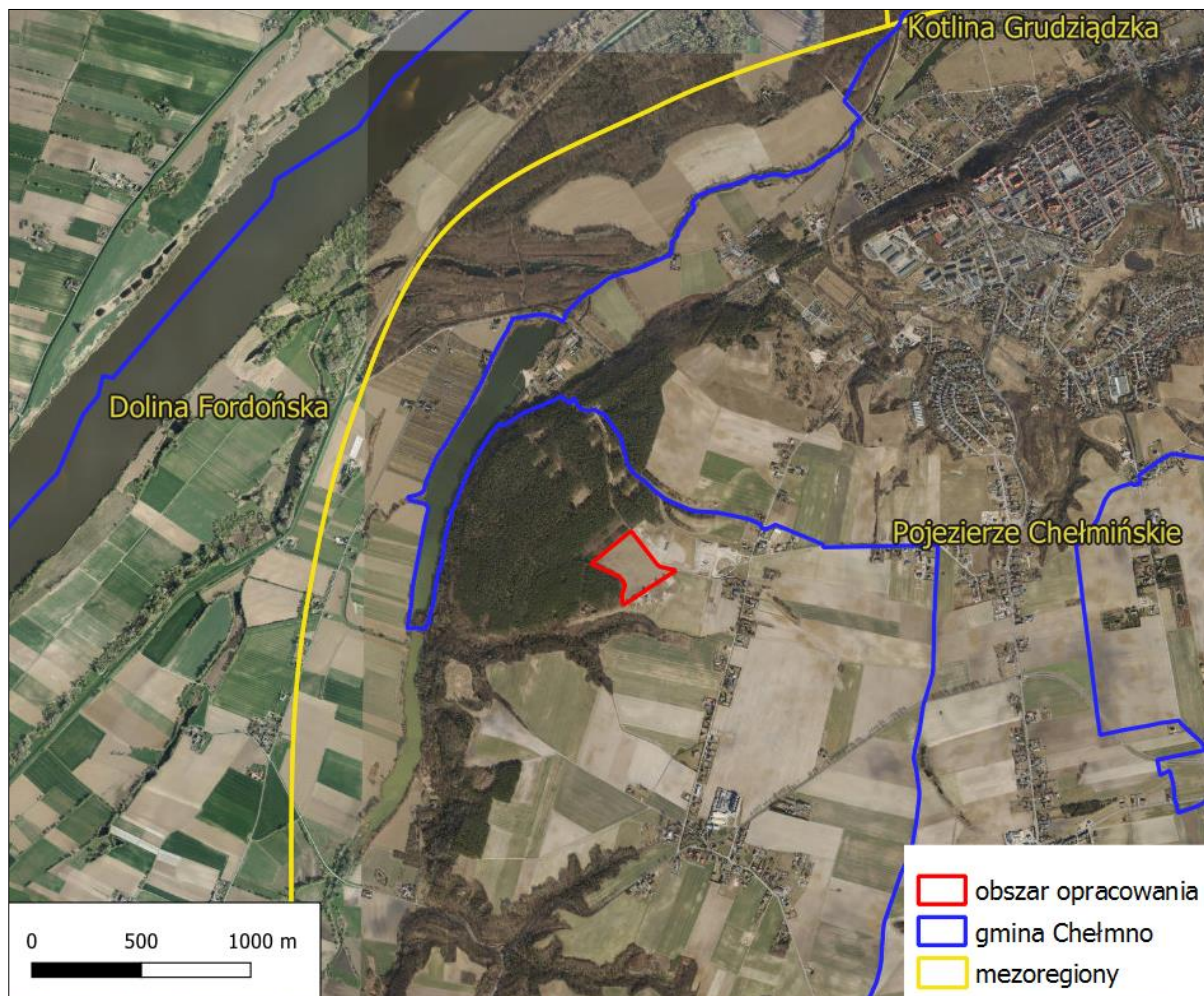 Kotlina Grudziądzka
Dolina Fordońska
Pojezierze Chełmińskie
obszar opracowania
gmina Chełmno
mezoregiony
0 500 1000 m